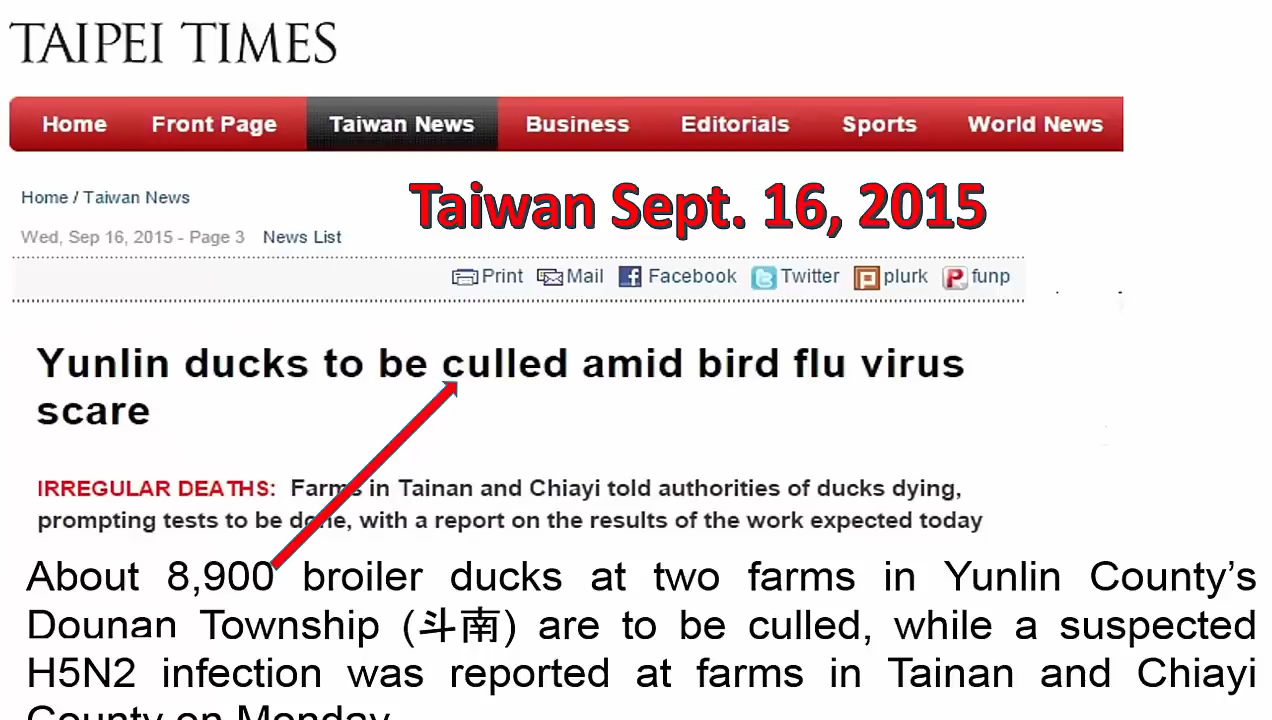 TAIPEI TIMES
Home Front Page Taiwan News Business Editorials Sports World News
Home / Taiwan News
Taiwan Sept. 16, 2015
Wed, Sep 16, 2015 - Page 3 News List
Print Mail Facebook Twitter plurk funp
Yunlin ducks to be culled amid bird flu virus
scare
IRREGULAR DEATHS: Farms in Tainan and Chiayi told authorities of ducks dying,
prompting tests to be done, with a report on the results of the work expected today
About 8,900 broiler ducks at two farms in Yunlin County’s
Dounan Township (斗南) are to be culled, while a suspected
H5N2 infection was reported at farms in Tainan and Chiayi
County on Monday